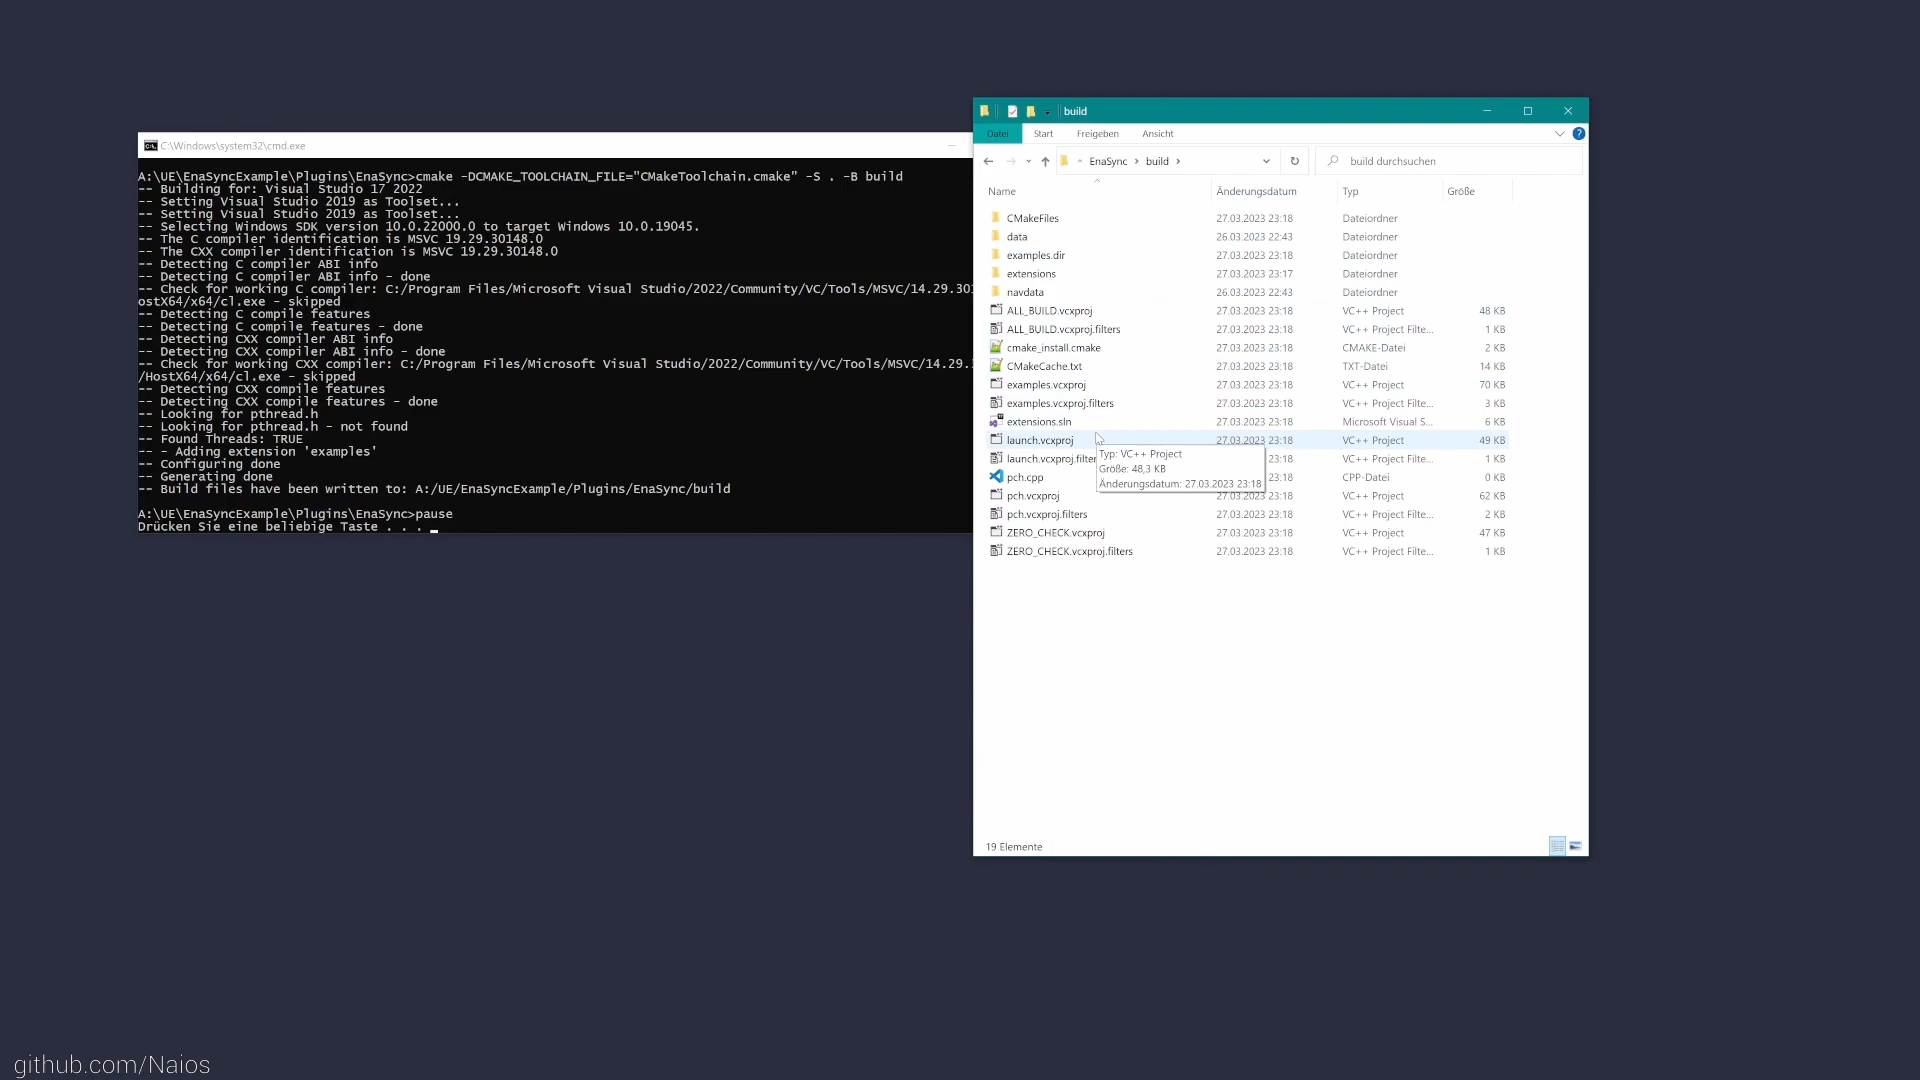 C:\Windows\system32\cmd.exe
A:\UE\EnaSyncExample\Plugins\EnaSync>cmake -DCMAKE_TOOLCHAIN_FILE="CMakeToolchain.cmake" -S . -B build
-- Building for: Visual Studio 17 2022
-- Setting Visual Studio 2019 as Toolset...
-- Setting Visual Studio 2019 as Toolset...
-- Selecting Windows SDK version 10.0.22000.0 to target Windows 10.0.19045.
-- The C compiler identification is MSVC 19.29.30148.0
-- The CXX compiler identification is MSVC 19.29.30148.0
-- Detecting C compiler ABI info
-- Detecting C compiler ABI info - done
-- Check for working C compiler: C:/Program Files/Microsoft Visual Studio/2022/Community/VC/Tools/MSVC/14.29.301
ostX64/x64/cl.exe - skipped
-- Detecting C compile features
-- Detecting C compile features - done
-- Detecting CXX compiler ABI info
-- Detecting CXX compiler ABI info - done
-- Check for working CXX compiler: C:/Program Files/Microsoft Visual Studio/2022/Community/VC/Tools/MSVC/14.29.
/HostX64/x64/cl.exe - skipped
-- Detecting CXX compile features
-- Detecting CXX compile features - done
-- Looking for pthread.h
-- Looking for pthread.h - not found
-- Found Threads: TRUE
-- - Adding extension 'examples'
-- Configuring done
-- Generating done
-- Build files have been written to: A:/UE/EnaSyncExample/Plugins/EnaSync/build
A:\UE\EnaSyncExample\Plugins\EnaSync>pause
Drücken Sie eine beliebige Taste . . .
build
Datei Start Freigeben Ansicht
EnaSync build build durchsuchen
Name Änderungsdatum Typ Größe
CMakeFiles 27.03.2023 23:18 Dateiordner
data 26.03.2023 22:43 Dateiordner
examples.dir 27.03.2023 23:18 Dateiordner
extensions 27.03.2023 23:17 Dateiordner
navdata 26.03.2023 22:43 Dateiordner
ALL_BUILD.vcxproj 27.03.2023 23:18 VC++ Project 48 KB
ALL_BUILD.vcxproj.filters 27.03.2023 23:18 VC++ Project Filte... 1 KB
cmake_install.cmake 27.03.2023 23:18 CMAKE-Datei 2 KB
CMakeCache.txt 27.03.2023 23:18 TXT-Datei 14 KB
examples.vcxproj 27.03.2023 23:18 VC++ Project 70 KB
examples.vcxproj.filters 27.03.2023 23:18 VC++ Project Filte... 3 KB
extensions.sln 27.03.2023 23:18 Microsoft Visual S... 6 KB
launch.vcxproj 27.03.2023 23:18 VC++ Project 49 KB
launch.vcxproj.filter 23:18 VC++ Project Filte... 1 KB
pch.cpp 23:18 CPP-Datei 0 KB
pch.vcxproj 27.03.2023 23:18 VC++ Project 62 KB
pch.vcxproj.filters 27.03.2023 23:18 VC++ Project Filte... 2 KB
ZERO_CHECK.vcxproj 27.03.2023 23:18 VC++ Project 47 KB
ZERO_CHECK.vcxproj.filters 27.03.2023 23:18 VC++ Project Filte... 1 KB
Typ: VC++ Project
Größe: 48,3 KB
Änderungsdatum: 27.03.2023 23:18
19 Elemente
github.com/Naios